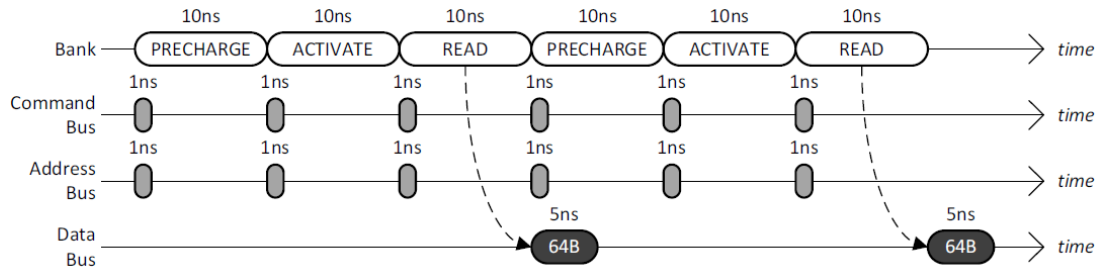 10ns 10ns 10ns 10ns 10ns 10ns
Bank PRECHARGE ACTIVATE READ PRECHARGE ACTIVATE READ time
1ns 1ns 1ns 1ns 1ns 1ns
Command
Bus
time
1ns 1ns 1ns 1ns 1ns 1ns
Address
Bus
time
5ns 5ns
Data
Bus
64B 64B time